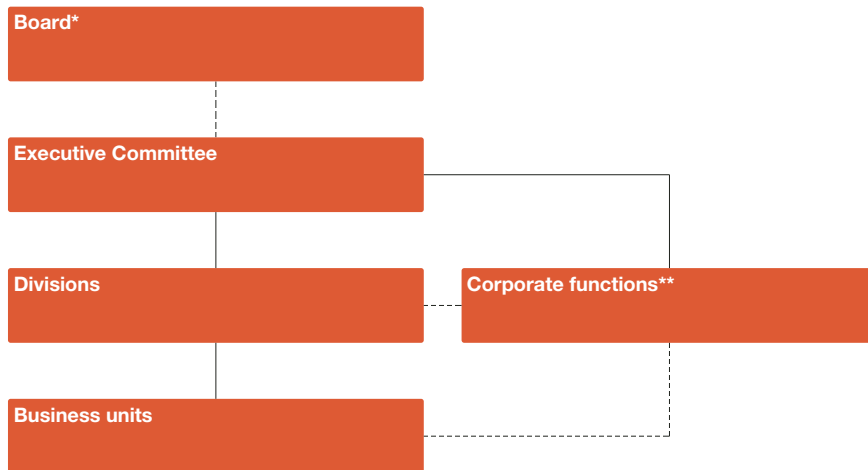 Board*
Executive Committee
Divisions
Corporate functions**
Business units